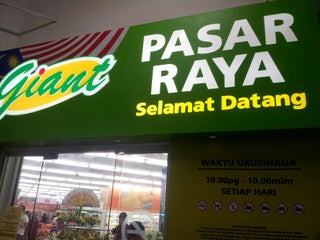 Giant
PASAR
RAYA
Selamat Datang
WAKTU URUSNIAGA
10.00pg - 10.00mlm
SETIAP HARI